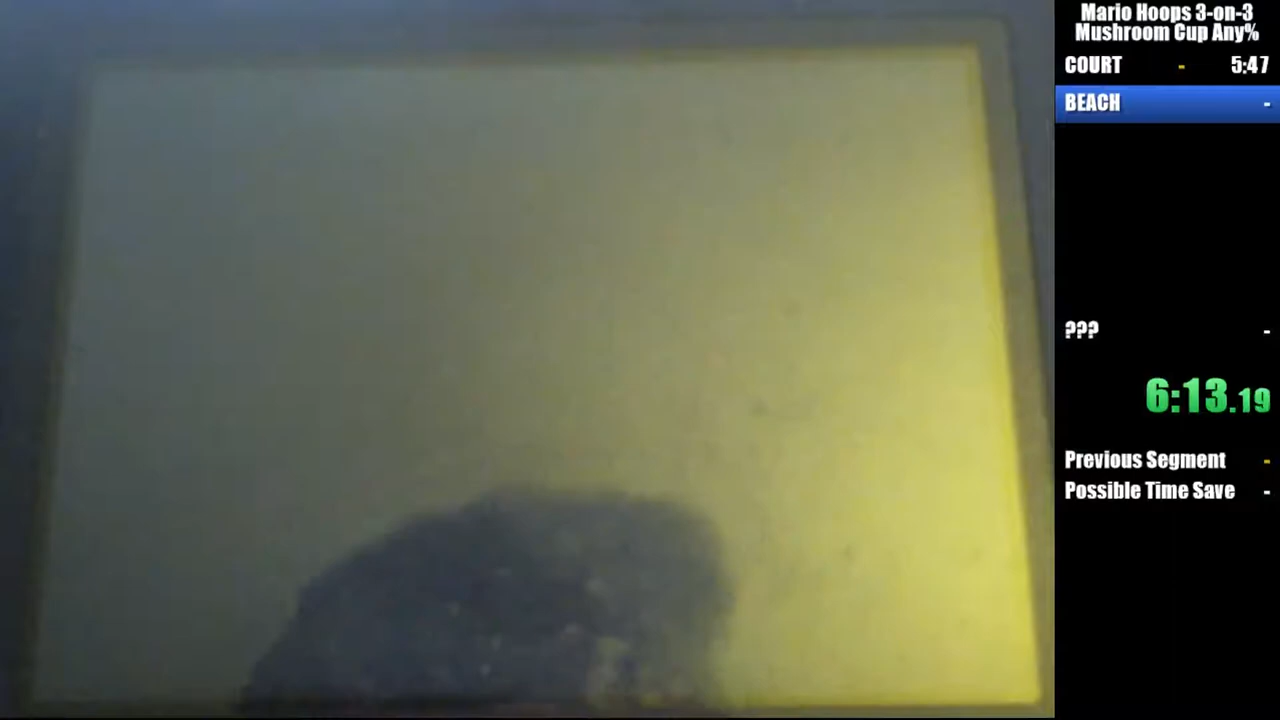 Mario Hoops 3-on-3
Mushroom Cup Any%
COURT - 5:47
BEACH -
??? -
6:13.19
Previous Segment -
Possible Time Save -